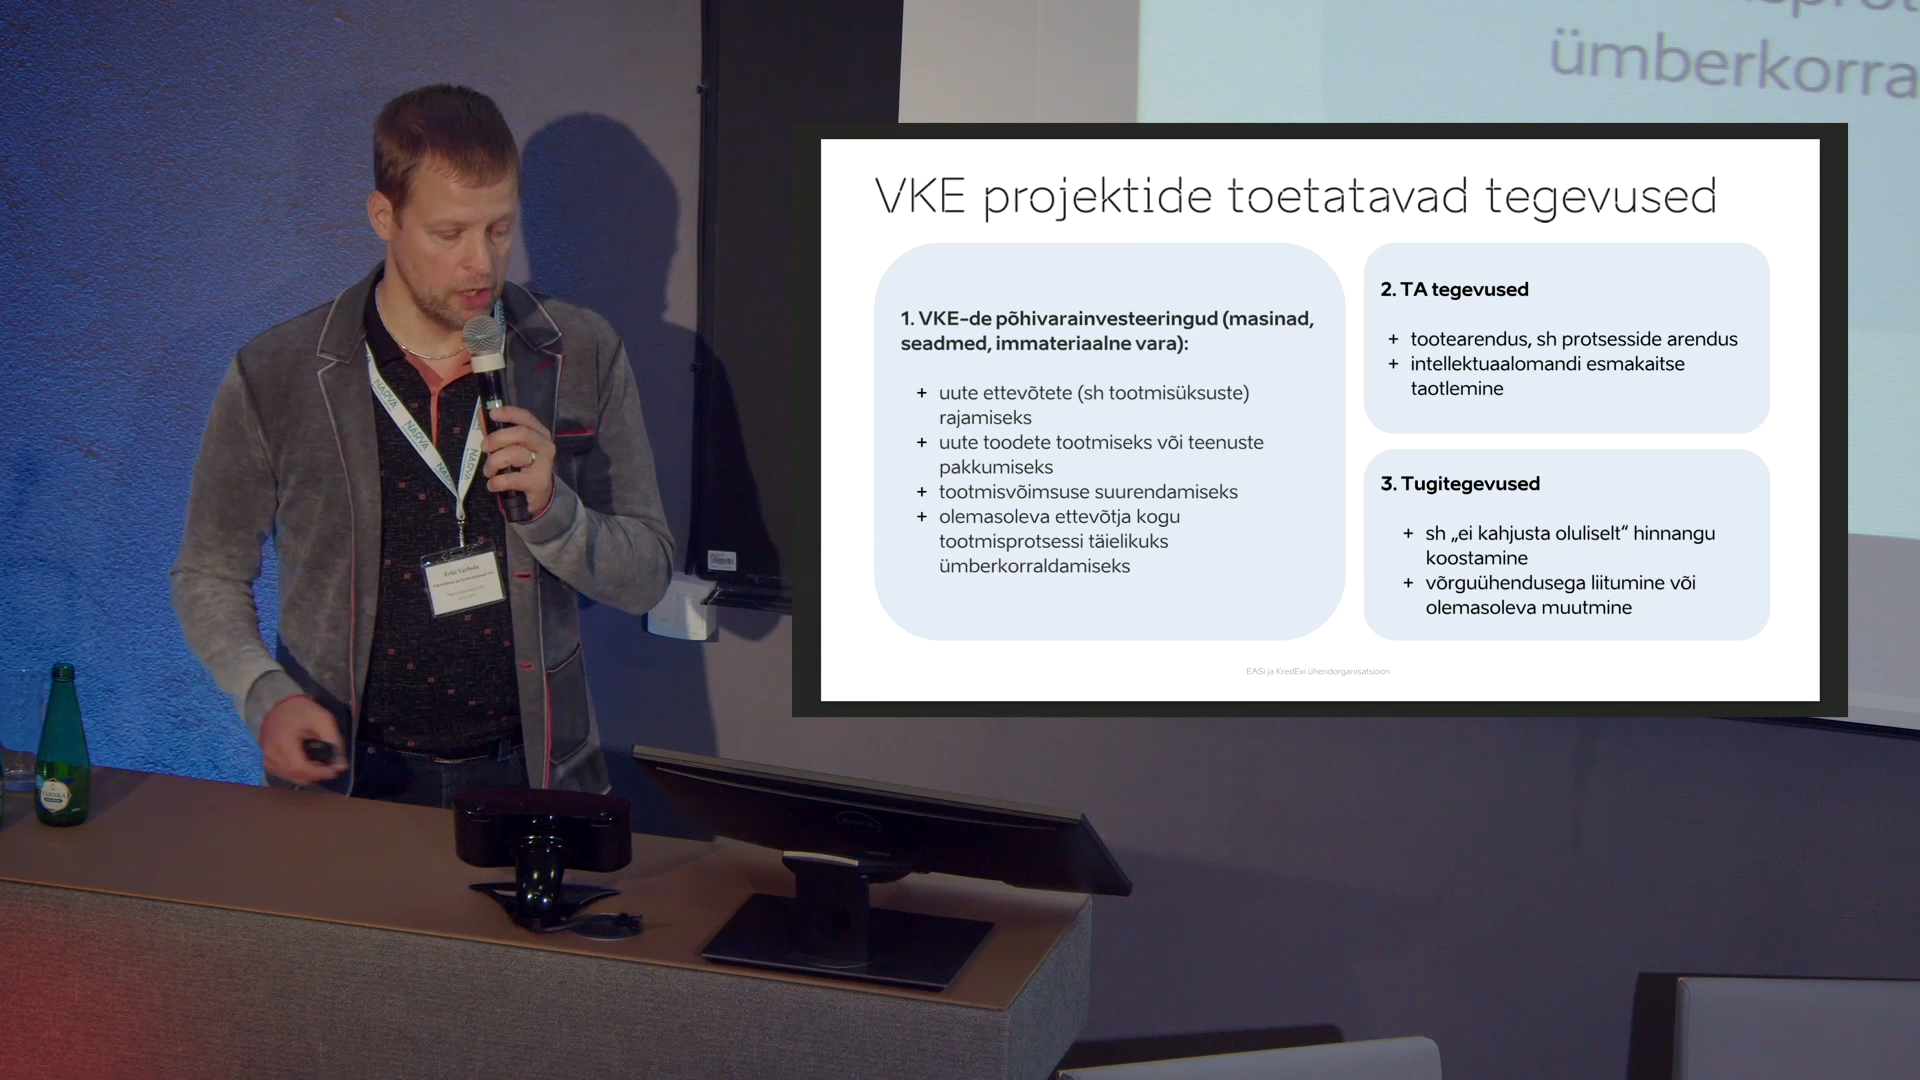 ümberkorra
VKE projektide toetatavad tegevused
1. VKE-de põhivarainvesteeringud (masinad,
seadmed, immateriaalne vara):
+ uute ettevõtete (sh tootmisüksuste)
rajamiseks
+ uute toodete tootmiseks või teenuste
pakkumiseks
+ tootmisvõimsuse suurendamiseks
+ olemasoleva ettevõtja kogu
tootmisprotsessi täielikuks
ümberkorraldamiseks
2. TA tegevused
+ tootearendus, sh protsesside arendus
+ intellektuaalomandi esmakaitse
taotlemine
3. Tugitegevused
+ sh „ei kahjusta oluliselt“ hinnangu
koostamine
+ võrguühendusega liitumine või
olemasoleva muutmine
EASi ja KredExi ühendorganisatsioon
NARVA
NARVA